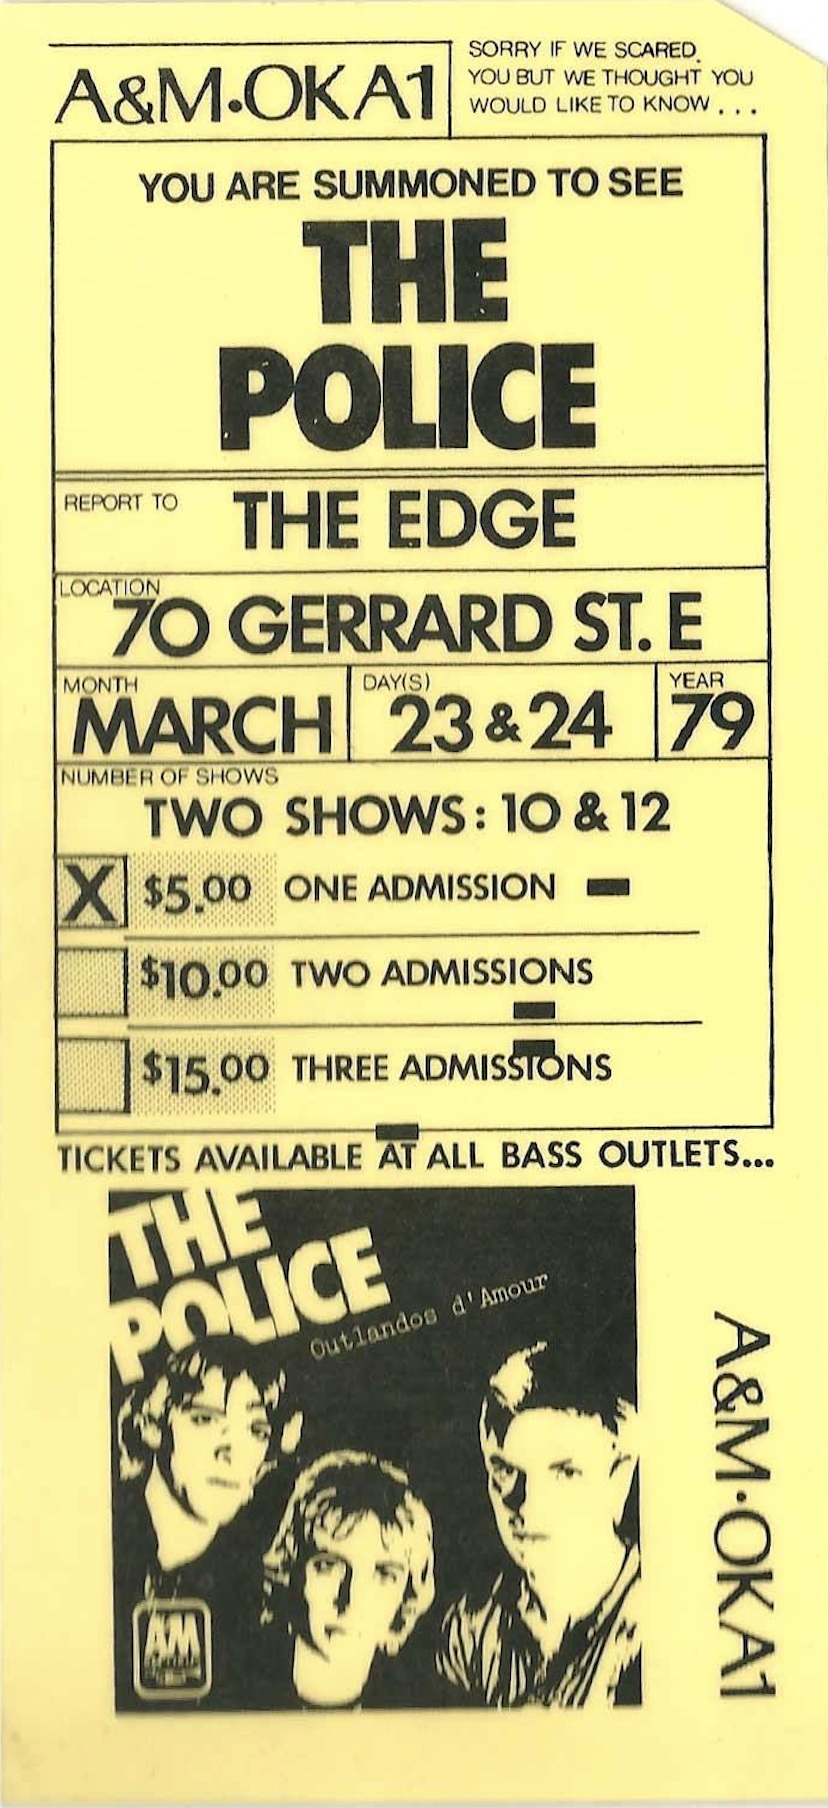 A&M•OKA1
SORRY IF WE SCARED
YOU BUT WE THOUGHT YOU
WOULD LIKE TO KNOW...
YOU ARE SUMMONED TO SEE
THE
POLICE
REPORT TO THE EDGE
LOCATION
70 GERRARD ST. E
MONTH DAY(S) YEAR
MARCH 23 & 24 79
NUMBER OF SHOWS
TWO SHOWS: 10 & 12
X $5.00 ONE ADMISSION
$10.00 TWO ADMISSIONS
$15.00 THREE ADMISSIONS
TICKETS AVAILABLE AT ALL BASS OUTLETS...
THE
POLICE
Outlandos d'Amour
AM
A&M•OKA1